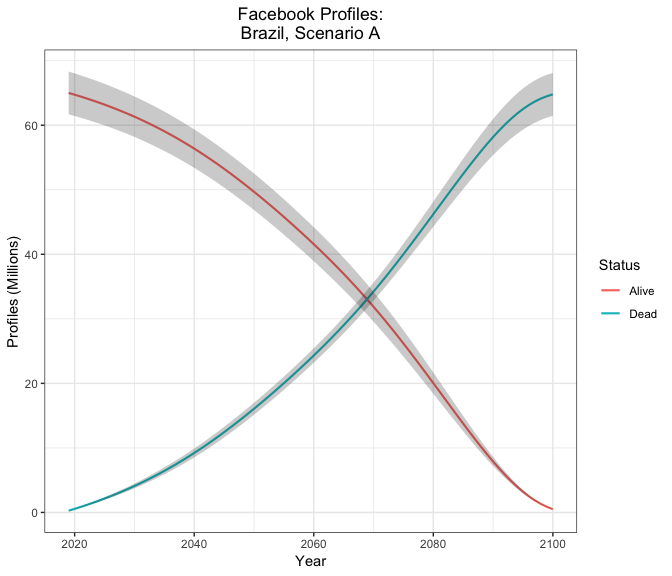 Facebook Profiles:
Brazil, Scenario A
Profiles (Millions)
60
40
20
0
2020 2040 2060 2080 2100
Year
Status
Alive
Dead